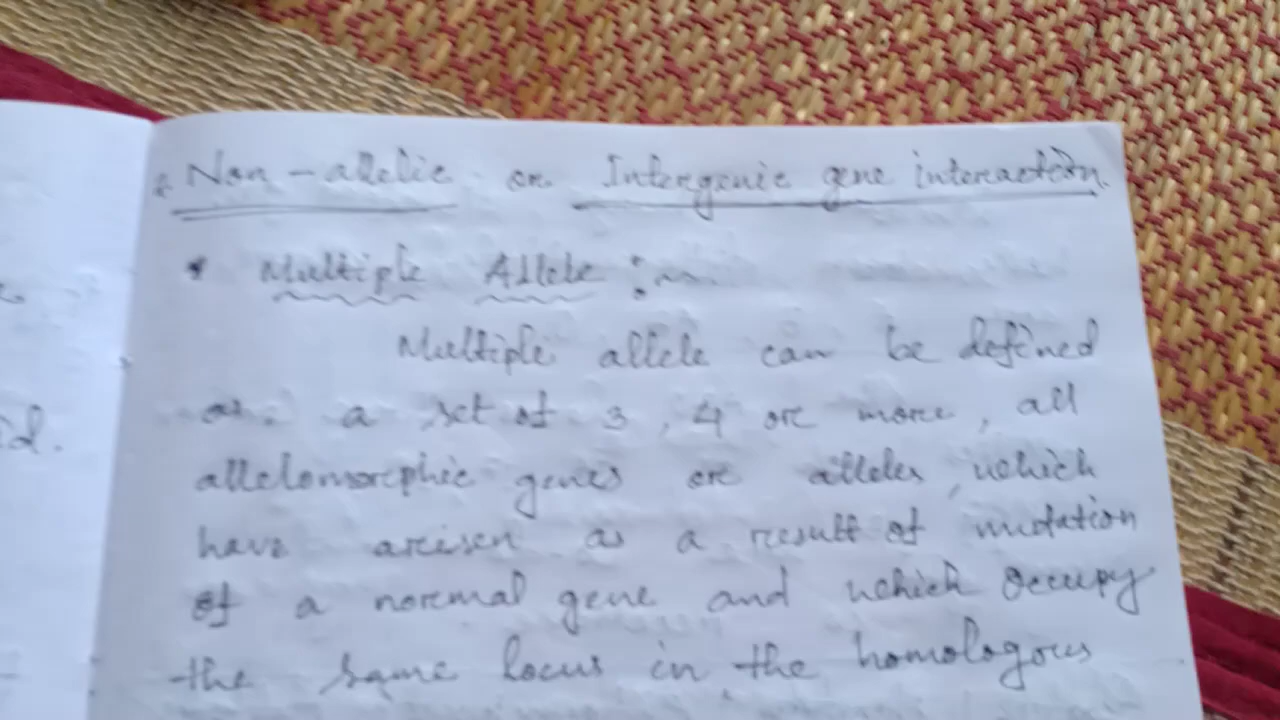 Non-allelic or Intergenic gene interaction.
• Multiple Allele :~
Multiple allele can be defined
as a set of 3, 4 or more, all
allelomorphic genes or alleles, which
have arisen as a result of mutation
of a normal gene and which occupy
the same locus in the homologous
id.